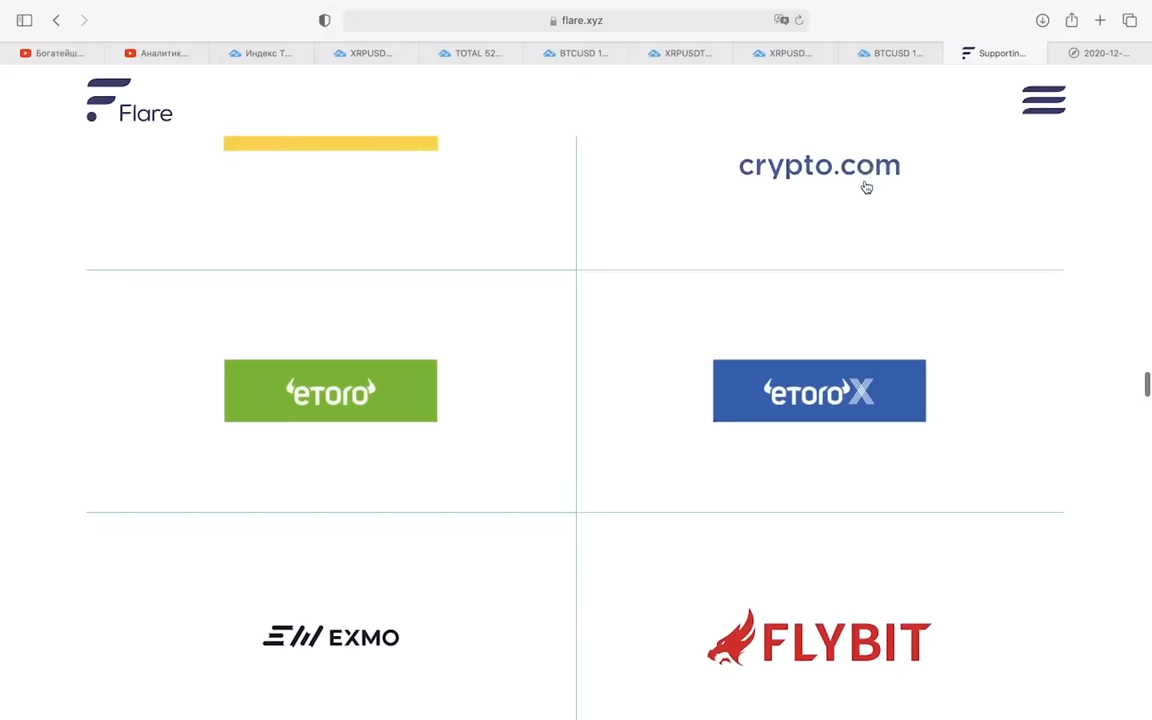 flare.xyz
Богатейш...
Аналитик...
Индекс Т...
XRPUSD...
TOTAL 52...
BTCUSD 1...
XRPUSDT...
XRPUSD...
BTCUSD 1...
Supportin...
2020-12-...
Flare
crypto.com
eToro
eToroX
EXMO
FLYBIT